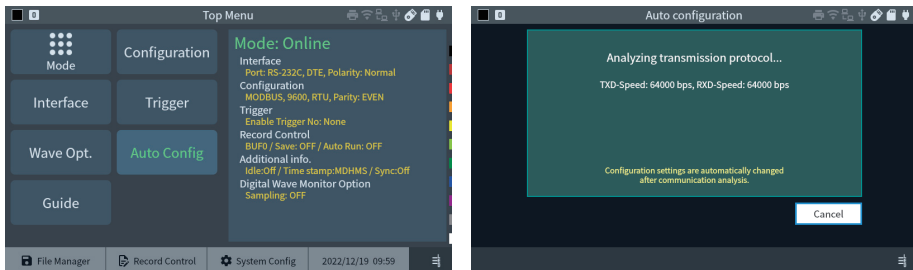 0
Top Menu
Mode
Configuration
Interface
Trigger
Wave Opt.
Auto Config
Guide
Mode: Online
Interface
Port: RS-232C, DTE, Polarity: Normal
Configuration
MODBUS, 9600, RTU, Parity: EVEN
Trigger
Enable Trigger No: None
Record Control
BUF0 / Save: OFF / Auto Run: OFF
Additional info.
Idle:Off / Time stamp:MDHMS / Sync:Off
Digital Wave Monitor Option
Sampling: OFF
File Manager
Record Control
System Config
2022/12/19 09:59
0
Auto configuration
Analyzing transmission protocol...
TXD-Speed: 64000 bps, RXD-Speed: 64000 bps
Configuration settings are automatically changed
after communication analysis.
Cancel